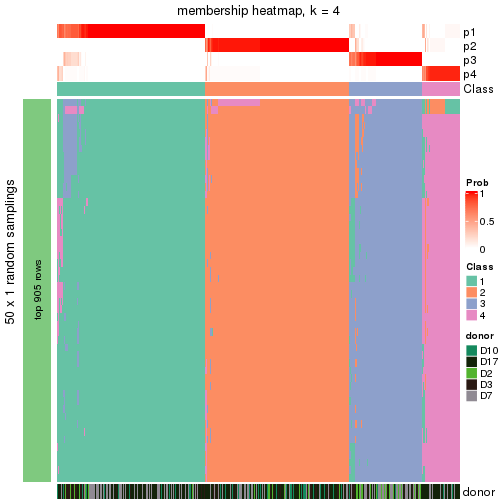 membership heatmap, k = 4
p1
p2
p3
p4
Class
50 x 1 random samplings
top 905 rows
Prob
1
0.5
0
Class
1
2
3
4
donor
D10
D17
D2
D3
D7
donor